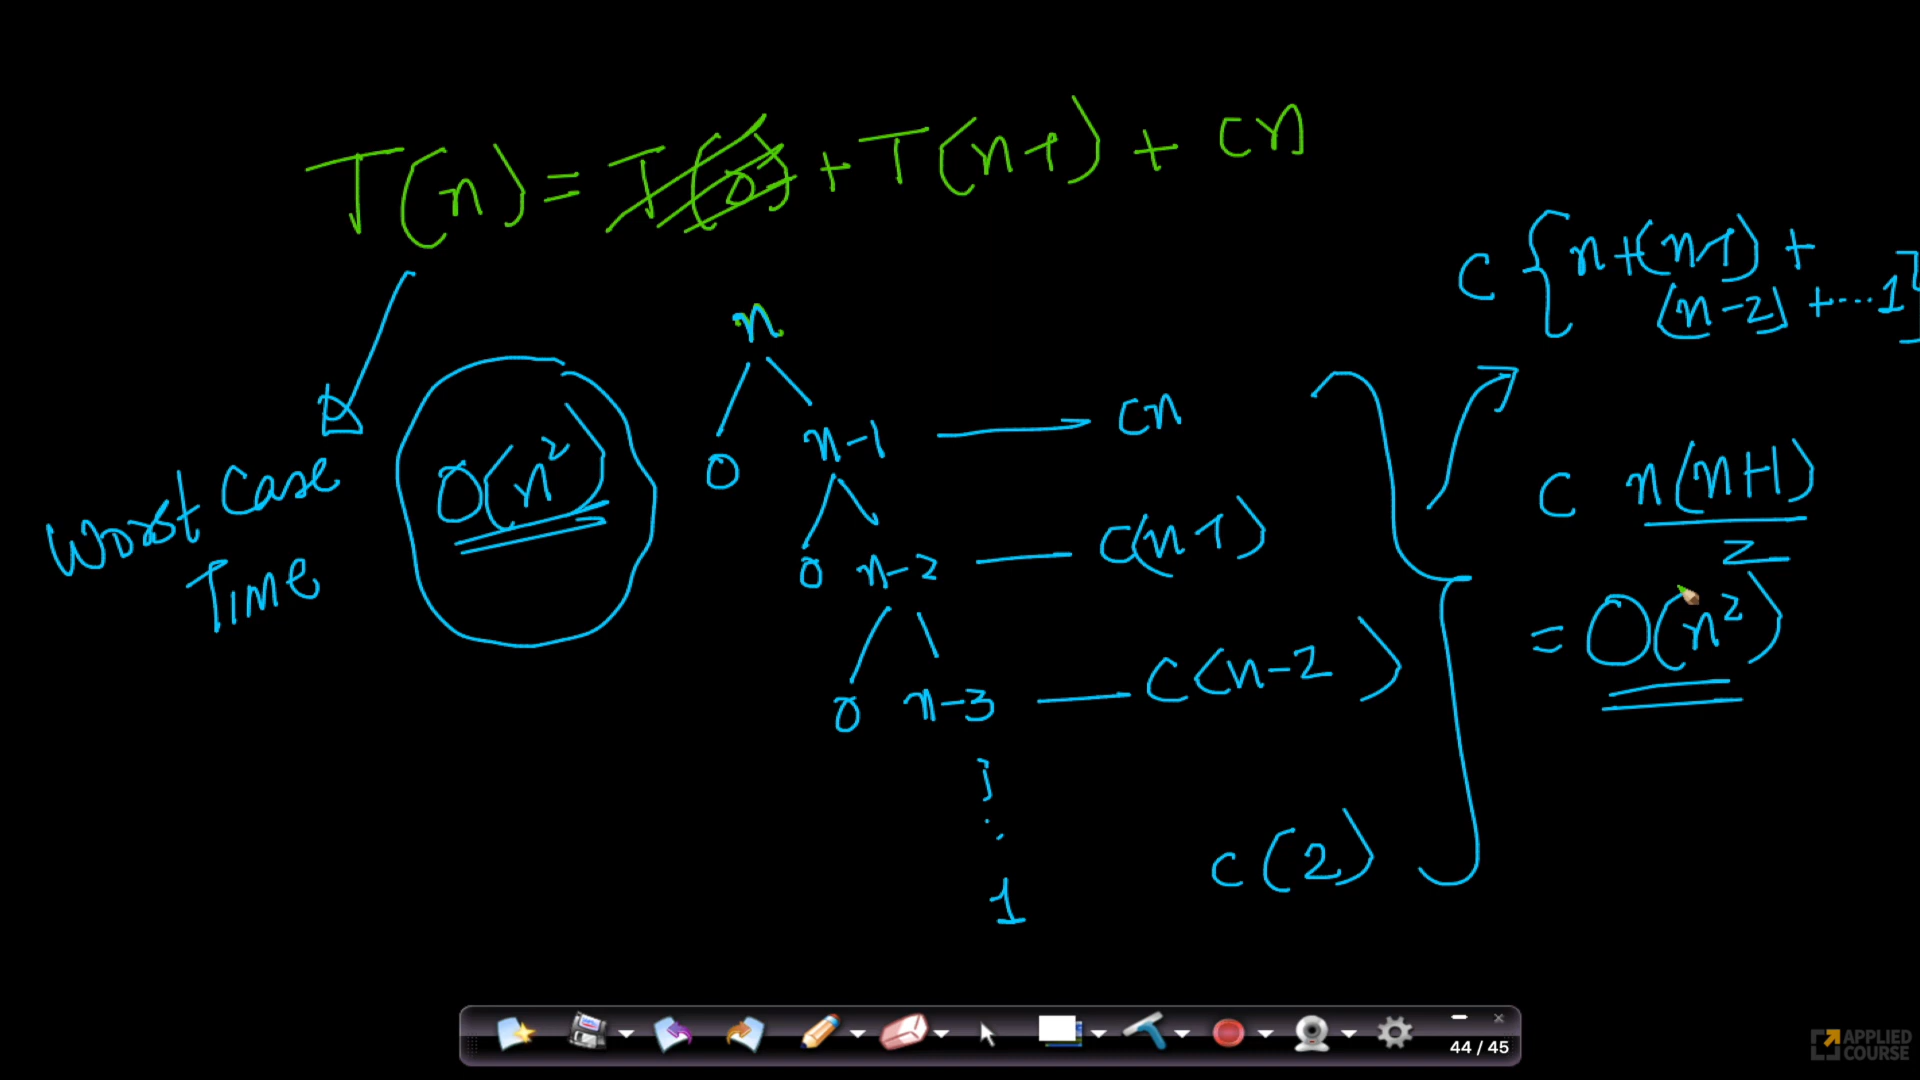 T(n) = T(0) + T(n-1) + cn
C { n+(n-1) +
(n-2) + ... 1 }
n
0 n-1 → cn
0 n-2 — C(n-1)
0 n-3 — C(n-2)
1
C(2)
Worst Case
Time
O(n²)
C n(n+1)
2
= O(n²)
44 / 45
APPLIED
COURSE